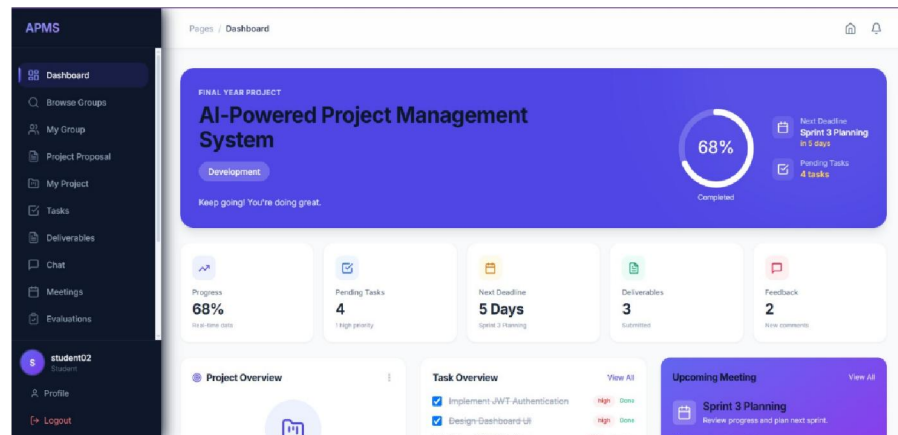 APMS
Pages / Dashboard
Dashboard
Browse Groups
My Group
Project Proposal
My Project
Tasks
Deliverables
Chat
Meetings
Evaluations
S
student02
Student
Profile
Logout
FINAL YEAR PROJECT
AI-Powered Project Management
System
Development
Keep going! You're doing great.
68%
Completed
Next Deadline
Sprint 3 Planning
in 5 days
Pending Tasks
4 tasks
Progress
68%
Real-time data
Pending Tasks
4
1 high priority
Next Deadline
5 Days
Sprint 3 Planning
Deliverables
3
Submitted
Feedback
2
New comments
Project Overview
Task Overview
View All
Implement JWT Authentication
High
Done
Design Dashboard UI
High
Done
Upcoming Meeting
View All
Sprint 3 Planning
Review progress and plan next sprint.